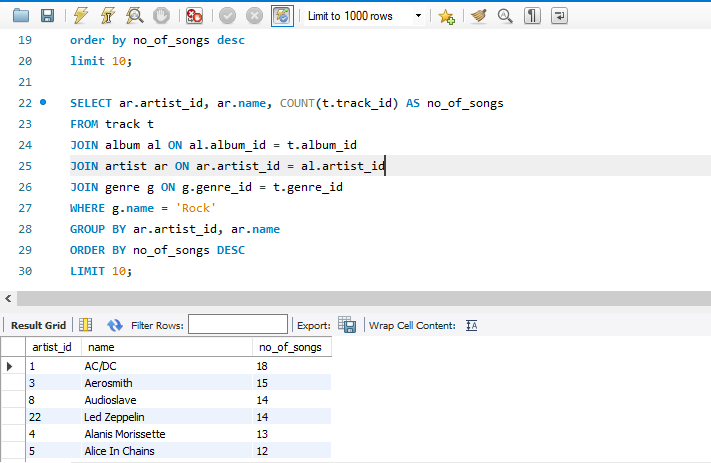 Limit to 1000 rows
19 order by no_of_songs desc
20 limit 10;
21
22 SELECT ar.artist_id, ar.name, COUNT(t.track_id) AS no_of_songs
23 FROM track t
24 JOIN album al ON al.album_id = t.album_id
25 JOIN artist ar ON ar.artist_id = al.artist_id
26 JOIN genre g ON g.genre_id = t.genre_id
27 WHERE g.name = 'Rock'
28 GROUP BY ar.artist_id, ar.name
29 ORDER BY no_of_songs DESC
30 LIMIT 10;
Result Grid Filter Rows: Export: Wrap Cell Content: IA
artist_id name no_of_songs
1 AC/DC 18
3 Aerosmith 15
8 Audioslave 14
22 Led Zeppelin 14
4 Alanis Morissette 13
5 Alice In Chains 12